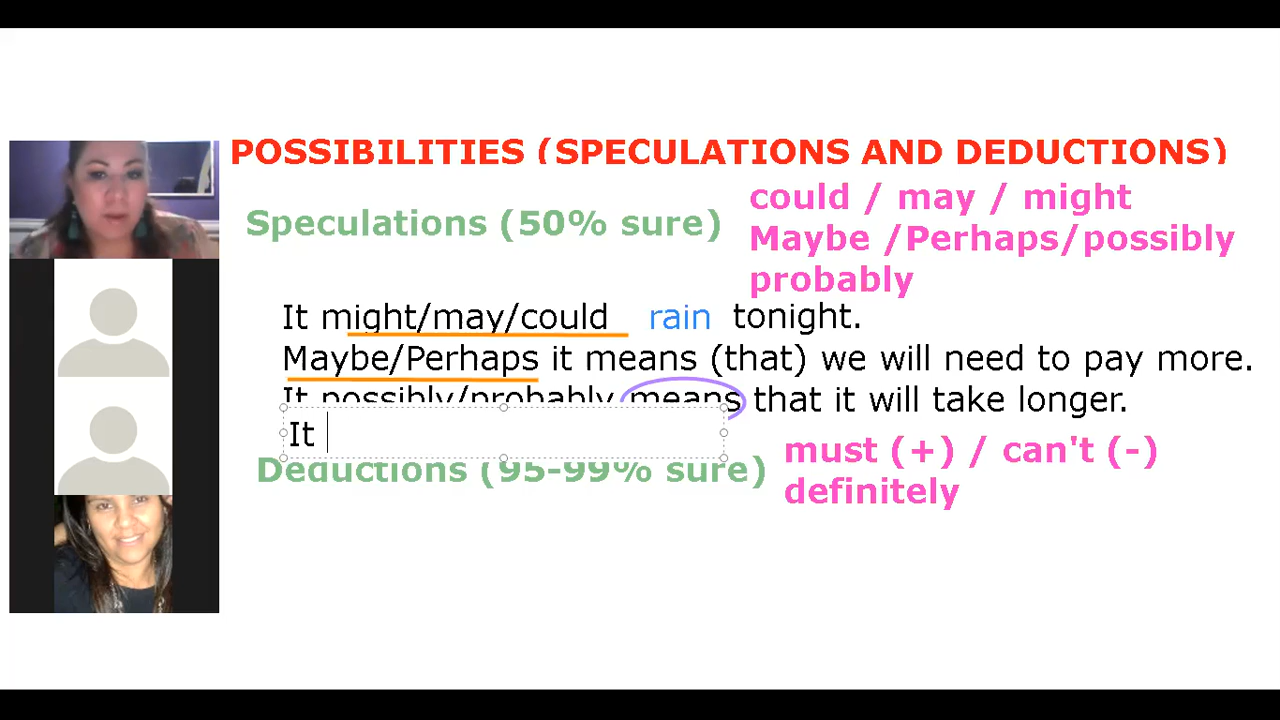 POSSIBILITIES (SPECULATIONS AND DEDUCTIONS)
Speculations (50% sure)
could / may / might
Maybe /Perhaps/possibly
probably
It might/may/could rain tonight.
Maybe/Perhaps it means (that) we will need to pay more.
It possibly/probably means that it will take longer.
It
Deductions (95-99% sure)
must (+) / can't (-)
definitely